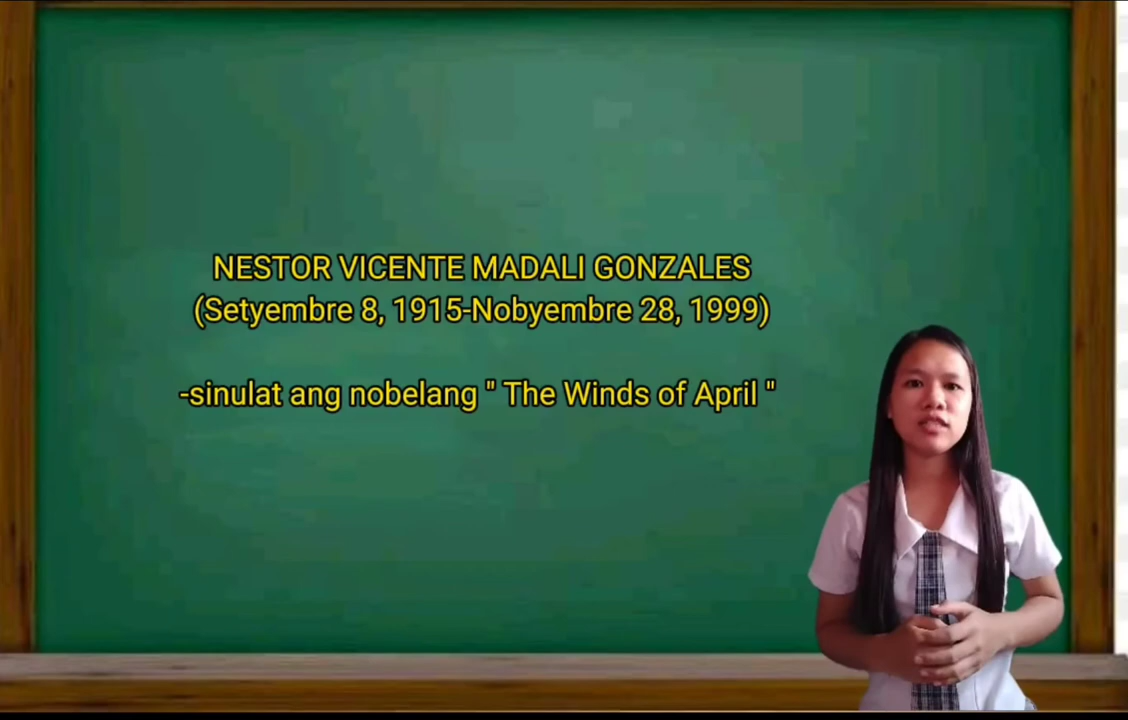 NESTOR VICENTE MADALI GONZALES
(Setyembre 8, 1915-Nobyembre 28, 1999)
-sinulat ang nobelang " The Winds of April "